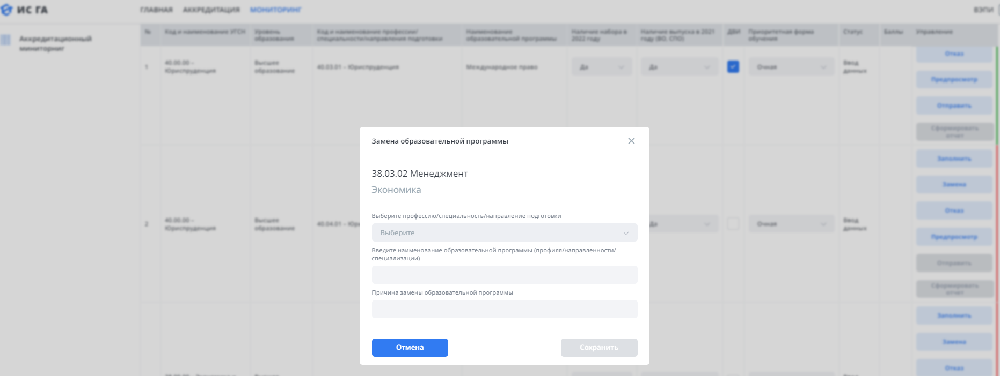 ИС ГА
ГЛАВНАЯ АККРЕДИТАЦИЯ МОНИТОРИНГ
ВЗПИ
Аккредитационный
мониторинг
№ Код и наименование УГСН Уровень образования Код и наименование профессии/специальности/направления подготовки Наименование образовательной программы Наличие набора в 2022 году Наличие выпуска в 2021 году (ВО, СПО) ДВИ Приоритетная форма обучения Статус Баллы Управление
1 40.00.00 – Юриспруденция Высшее образование 40.03.01 – Юриспруденция Международное право Да Да Очная Ввод данных
Отказ
Предпросмотр
Отправить
Сформировать отчет
Замена образовательной программы
38.03.02 Менеджмент
Экономика
Выберите профессию/специальность/направление подготовки
Выберите
Введите наименование образовательной программы (профиля/направленности/
специализации)
Причина замены образовательной программы
Отмена
Сохранить
2 40.00.00 – Юриспруденция Высшее образование 40.04.01 – Да Очная Ввод данных
Заполнить
Замена
Отказ
Предпросмотр
Отправить
Сформировать отчет
Заполнить
Замена
Отказ